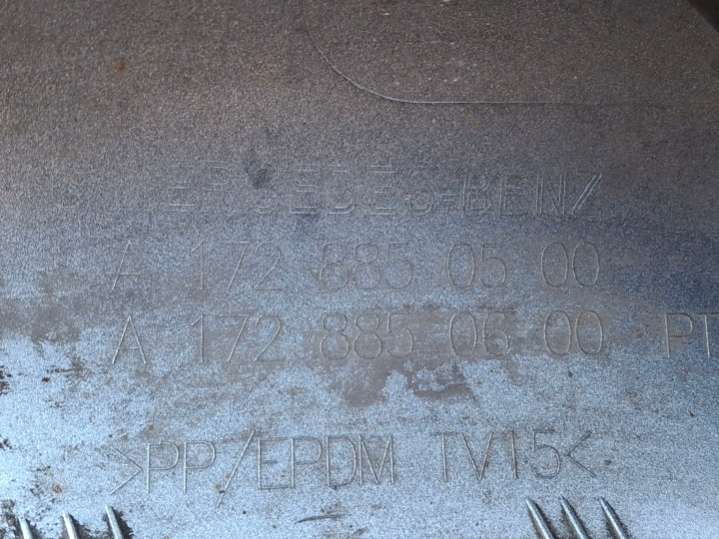 MERCEDES-BENZ
A 172 885 05 00
A 172 885 06 00 PT
>PP/EPDM TV15<